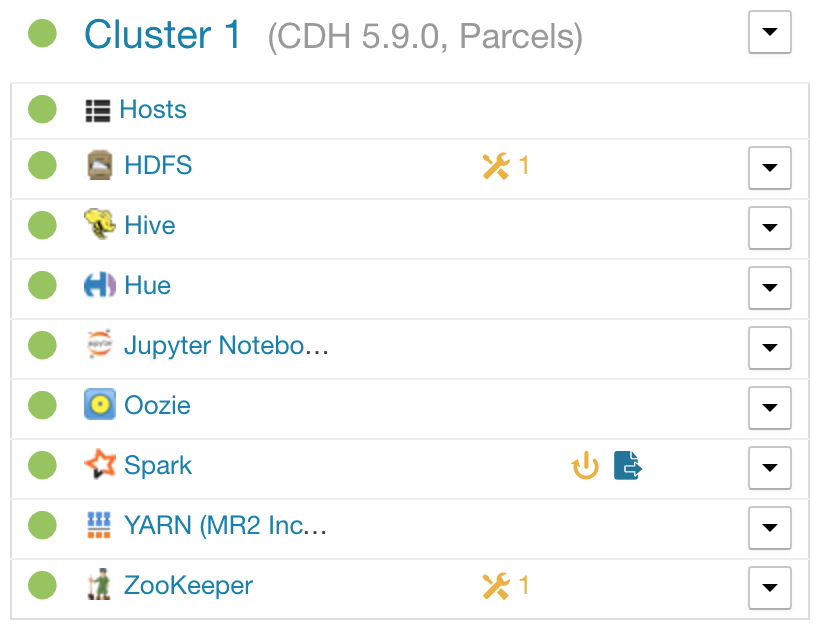 Cluster 1 (CDH 5.9.0, Parcels)
Hosts
HDFS 1
Hive
Hue
Jupyter Notebo...
Oozie
Spark
YARN (MR2 Inc...
ZooKeeper 1